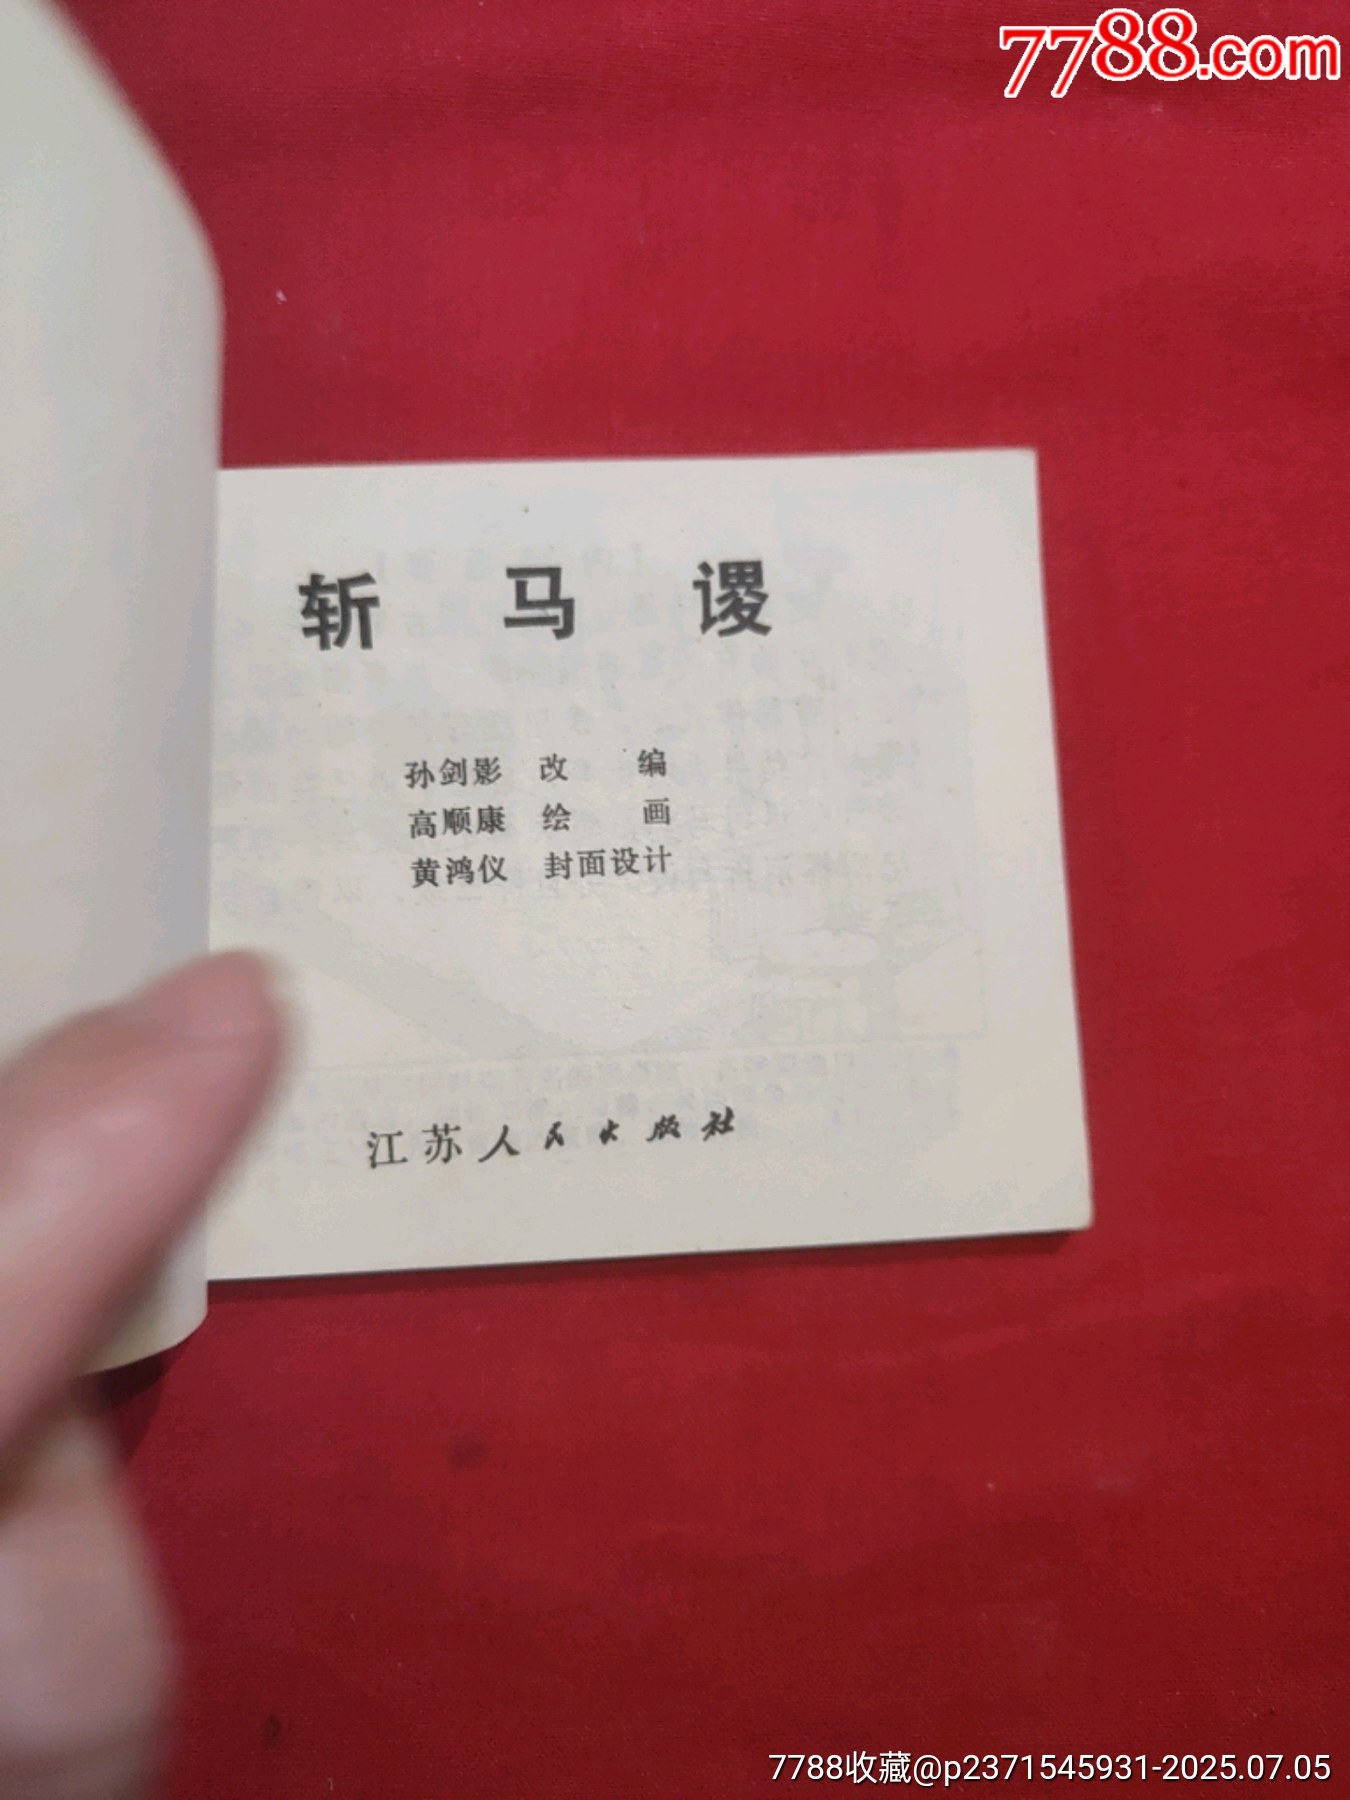 7788.com
斩马谡
孙剑影 改编
高顺康 绘画
黄鸿仪 封面设计
江苏人民出版社
7788收藏@p2371545931-2025.07.05